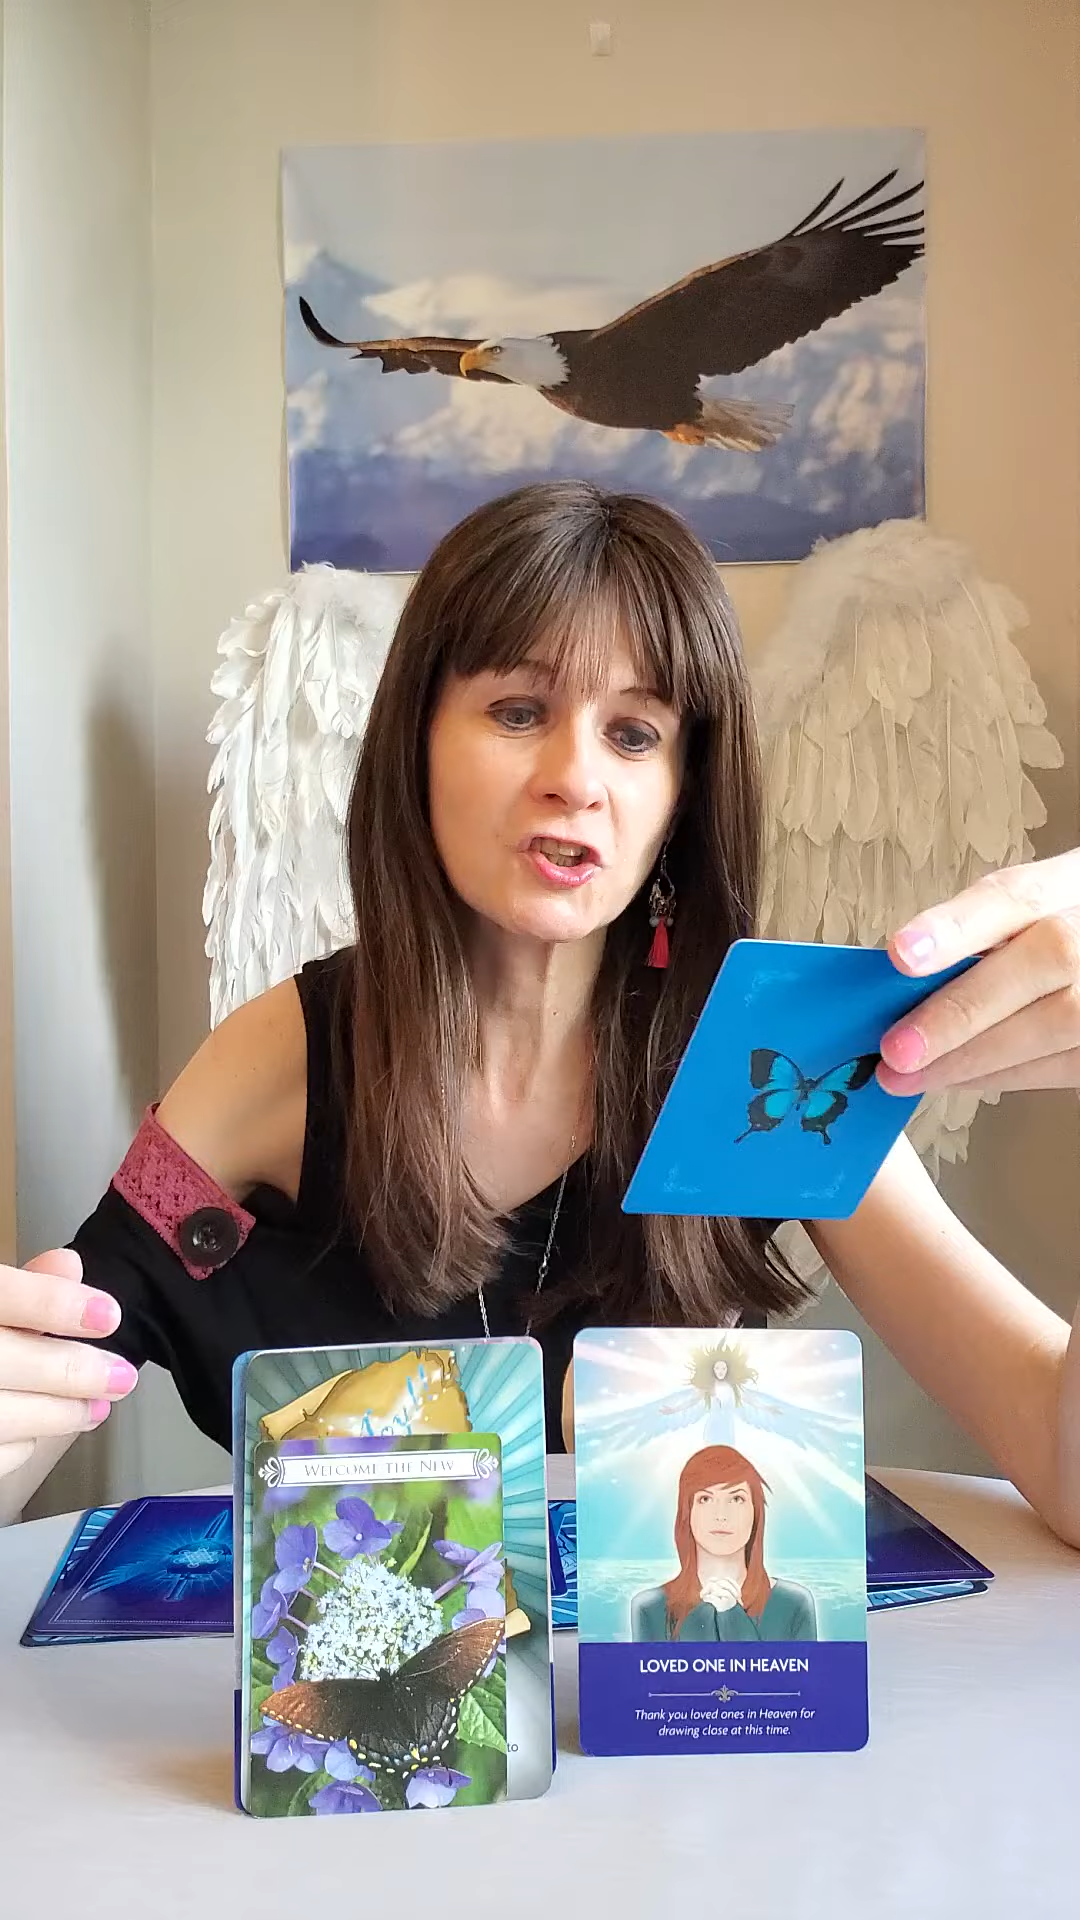 WELCOME THE NEW
to
LOVED ONE IN HEAVEN
Thank you loved ones in Heaven for
drawing close at this time.